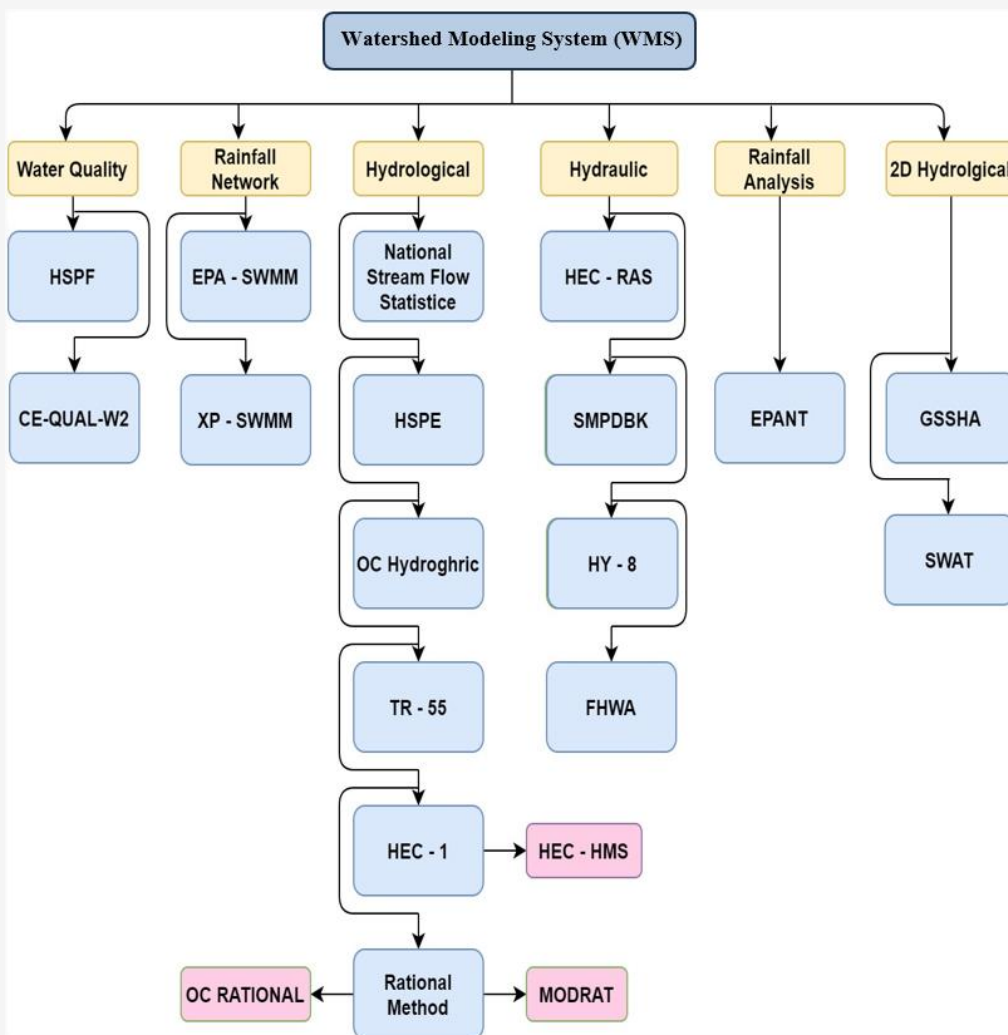 Watershed Modeling System (WMS)
Water Quality
Rainfall
Network
Hydrological
Hydraulic
Rainfall
Analysis
2D Hydrolgical
HSPF
EPA - SWMM
National
Stream Flow
Statistice
HEC - RAS
CE-QUAL-W2
XP - SWMM
HSPE
SMPDBK
EPANT
GSSHA
OC Hydroghric
HY - 8
SWAT
TR - 55
FHWA
HEC - 1
HEC - HMS
OC RATIONAL
Rational
Method
MODRAT